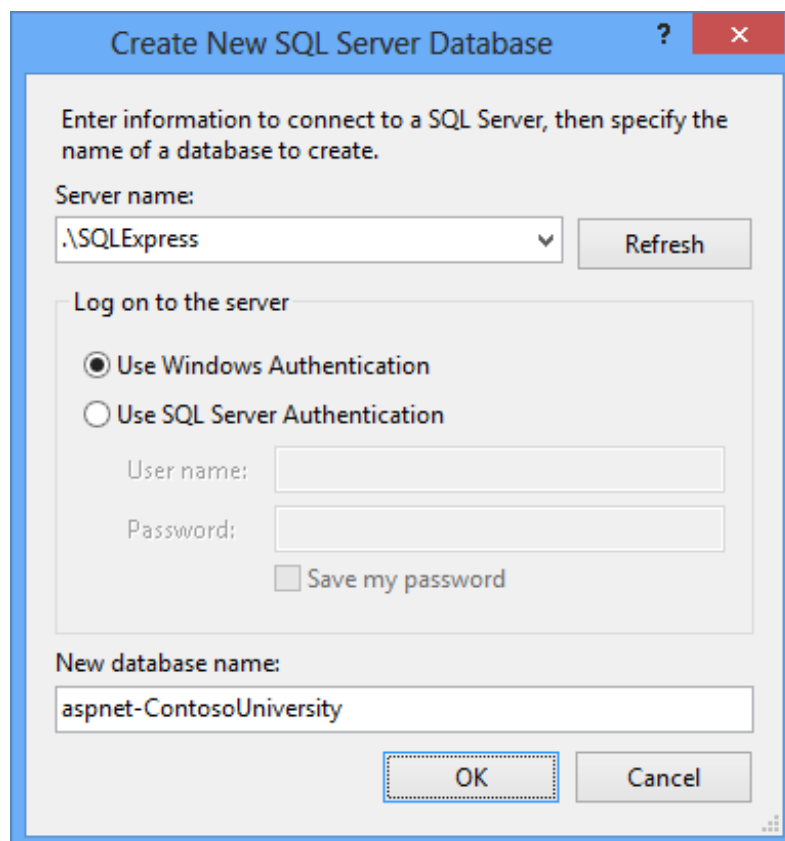 Create New SQL Server Database
?
Enter information to connect to a SQL Server, then specify the
name of a database to create.
Server name:
.\SQLExpress
Refresh
Log on to the server
Use Windows Authentication
Use SQL Server Authentication
User name:
Password:
Save my password
New database name:
aspnet-ContosoUniversity
OK
Cancel